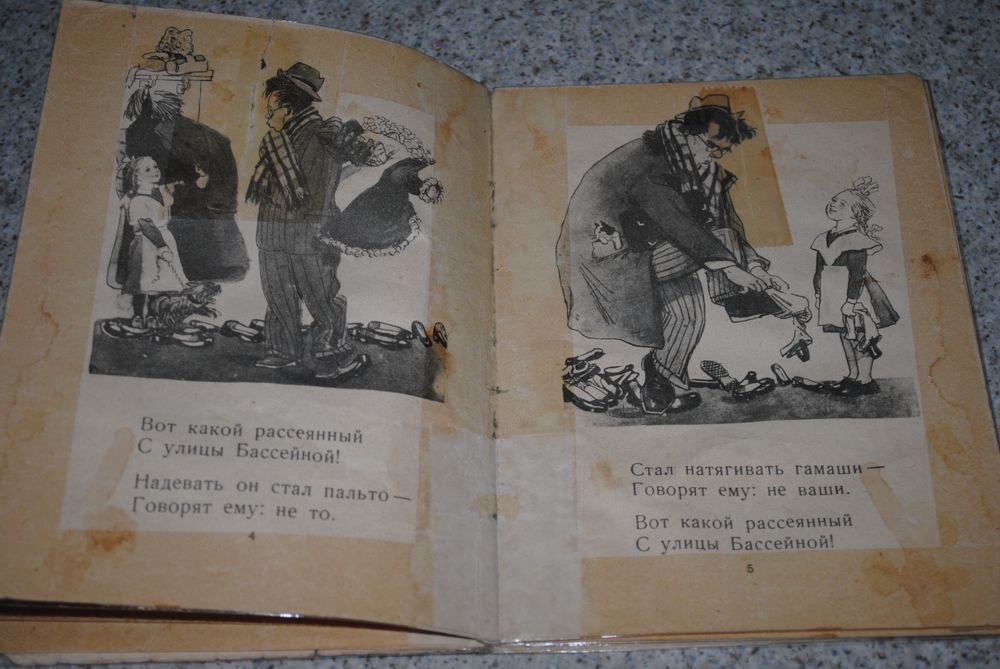 Вот какой рассеянный
С улицы Бассейной!
Надевать он стал пальто—
Говорят ему: не то.
4
Стал натягивать гамаши—
Говорят ему: не ваши.
Вот какой рассеянный
С улицы Бассейной!
5